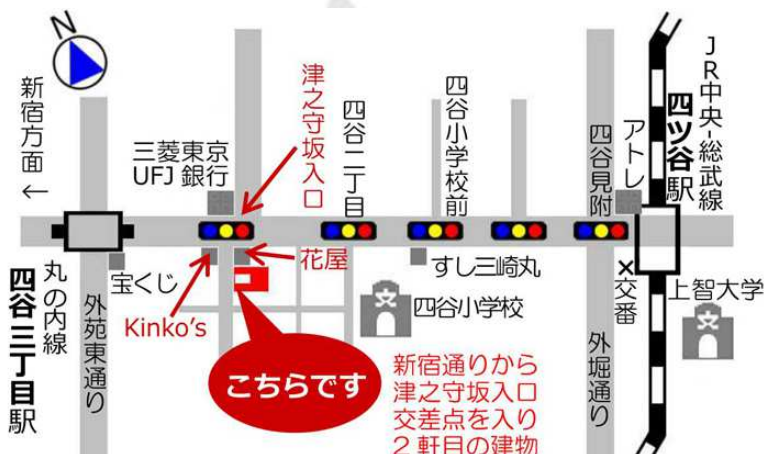 N
新宿方面
←
三菱東京
UFJ 銀行
津之守坂入口
四谷二丁目
四谷小学校前
四谷見附
アトレ
四ツ谷駅
JR中央-総武線
丸の内線
四谷三丁目駅
宝くじ
外苑東通り
Kinko's
花屋
すし三崎丸
文
四谷小学校
×
交番
上智大学
文
外堀通り
こちらです
新宿通りから
津之守坂入口
交差点を入り
2軒目の建物